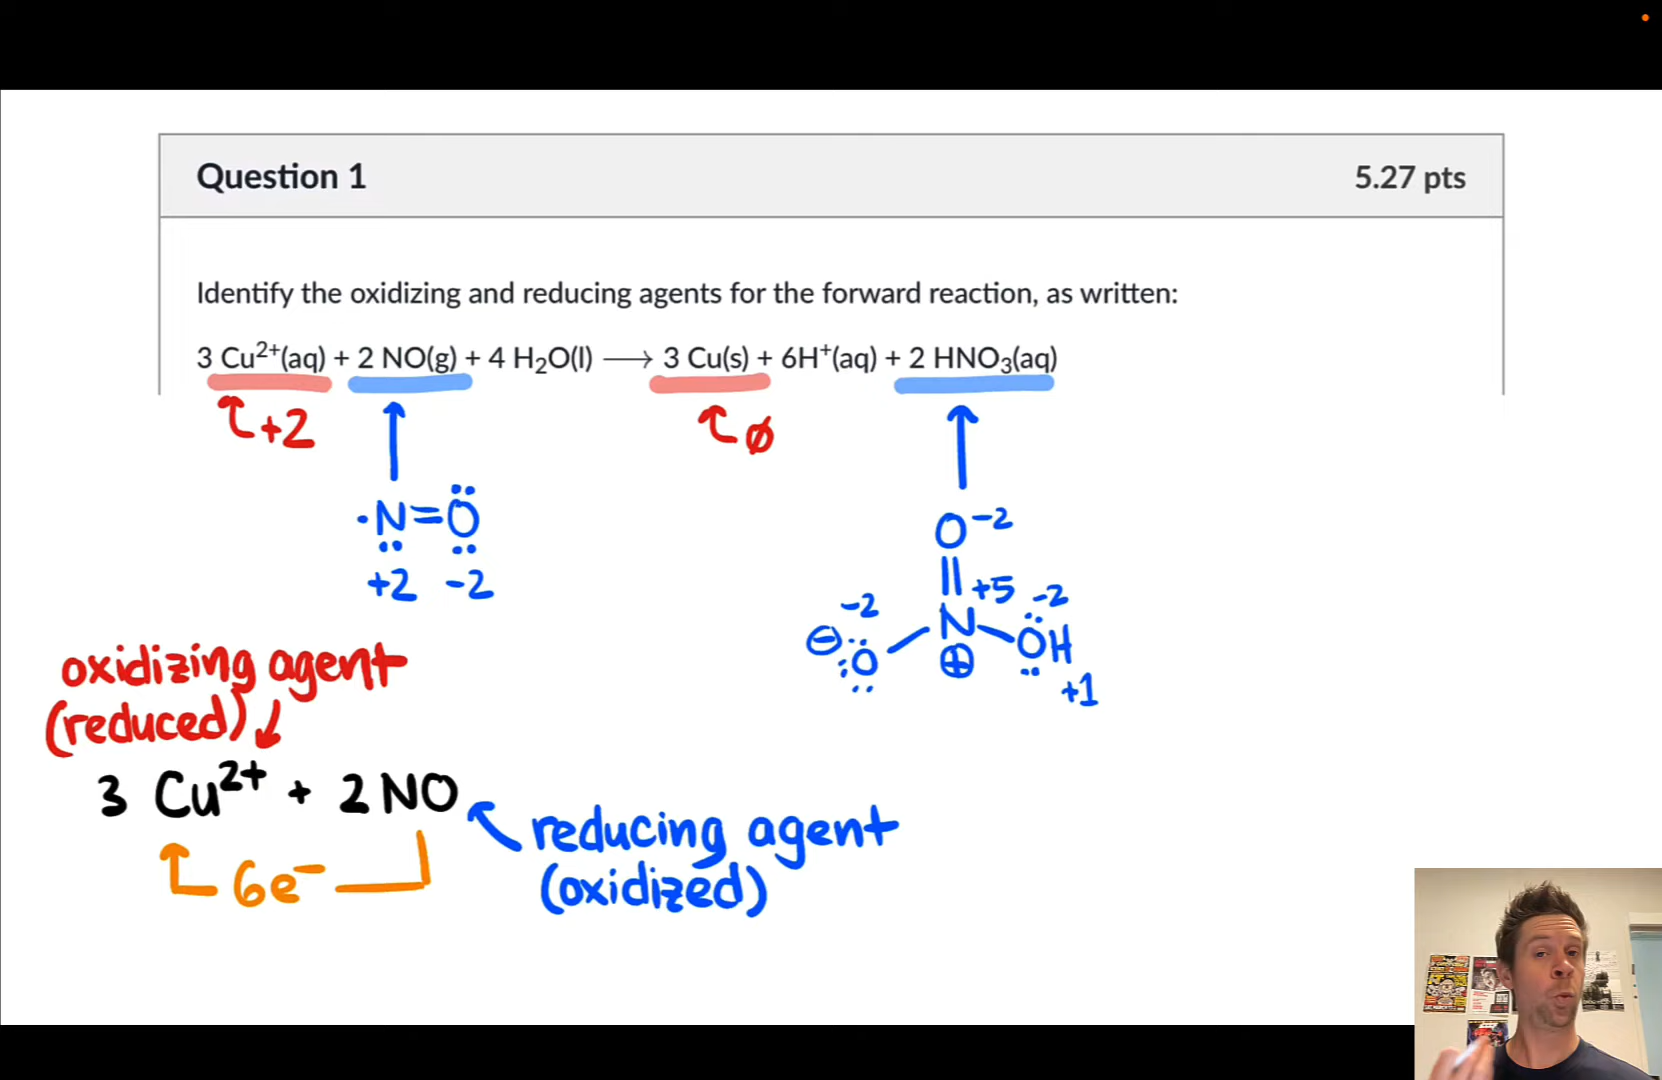 Question 1
5.27 pts
Identify the oxidizing and reducing agents for the forward reaction, as written:
3 Cu²⁺(aq) + 2 NO(g) + 4 H₂O(l) ⟶ 3 Cu(s) + 6H⁺(aq) + 2 HNO₃(aq)
+2
Ø
·N=O
+2 -2
O -2
||
-2 +5 -2
⊖ O N OH
⊕
+1
oxidizing agent
(reduced)
3 Cu²⁺ + 2NO
6e⁻
reducing agent
(oxidized)